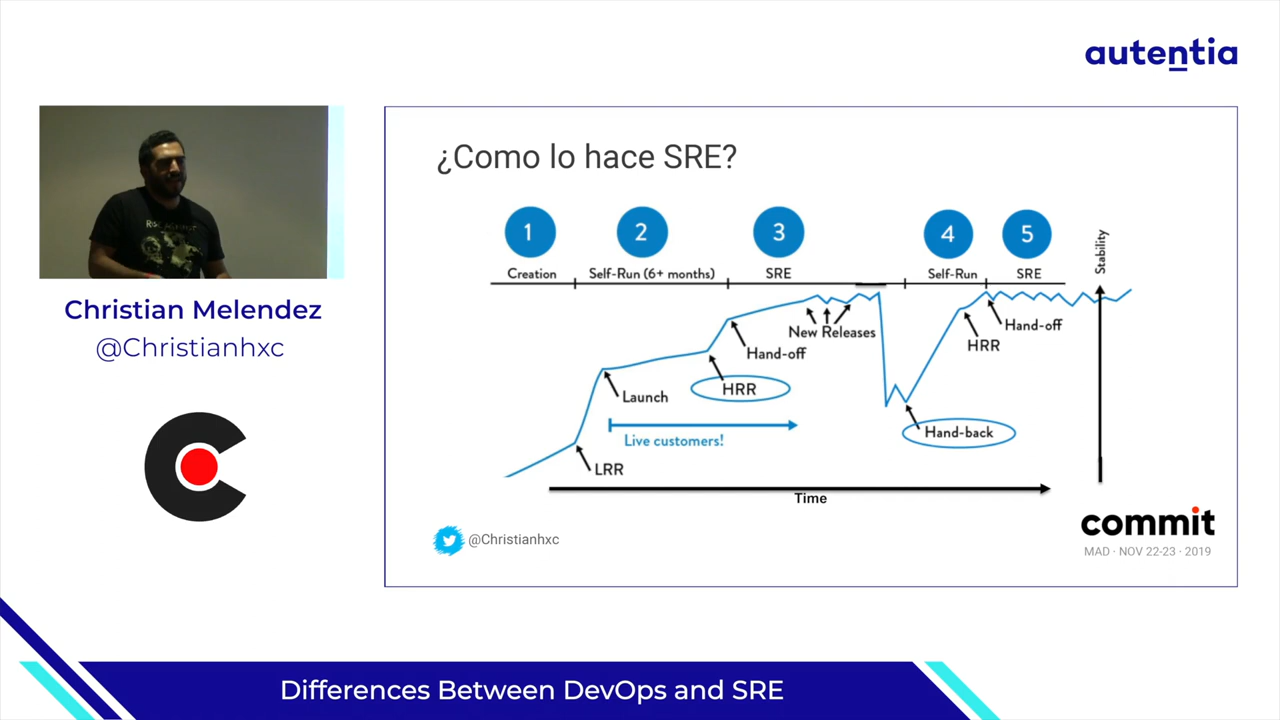 autentia
Christian Melendez
@Christianhxc
¿Como lo hace SRE?
1
2
3
4
5
Creation
Self-Run (6+ months)
SRE
Self-Run
SRE
Stability
New Releases
Hand-off
Hand-off
HRR
Launch
HRR
Hand-back
Live customers!
LRR
Time
@Christianhxc
commit
MAD · NOV 22-23 · 2019
Differences Between DevOps and SRE